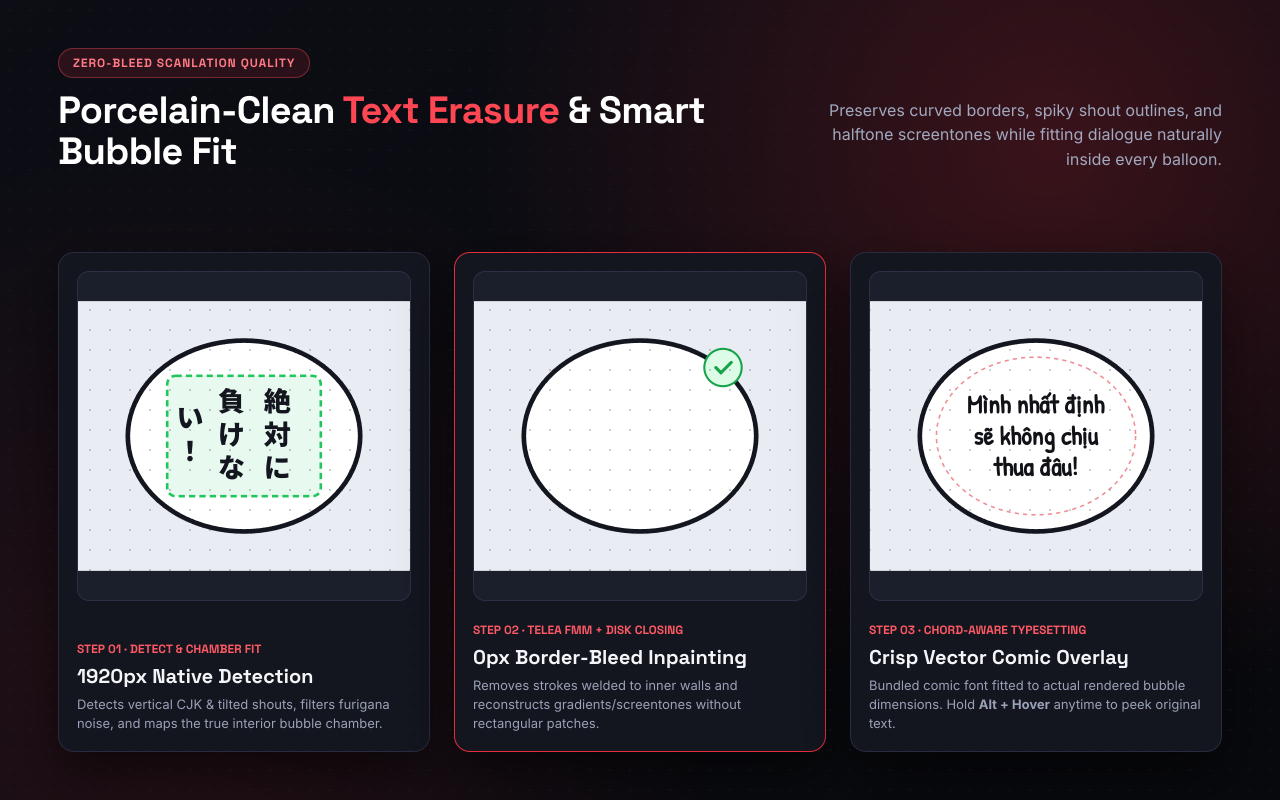 ZERO-BLEED SCANLATION QUALITY
Porcelain-Clean Text Erasure & Smart
Bubble Fit
Preserves curved borders, spiky shout outlines, and
halftone screentones while fitting dialogue naturally
inside every balloon.
絶対に
負けな
い!
STEP 01 · DETECT & CHAMBER FIT
1920px Native Detection
Detects vertical CJK & tilted shouts, filters furigana
noise, and maps the true interior bubble chamber.
STEP 02 · TELEA FMM + DISK CLOSING
0px Border-Bleed Inpainting
Removes strokes welded to inner walls and
reconstructs gradients/screentones without
rectangular patches.
Mình nhất định
sẽ không chịu
thua đâu!
STEP 03 · CHORD-AWARE TYPESETTING
Crisp Vector Comic Overlay
Bundled comic font fitted to actual rendered bubble
dimensions. Hold Alt + Hover anytime to peek original
text.